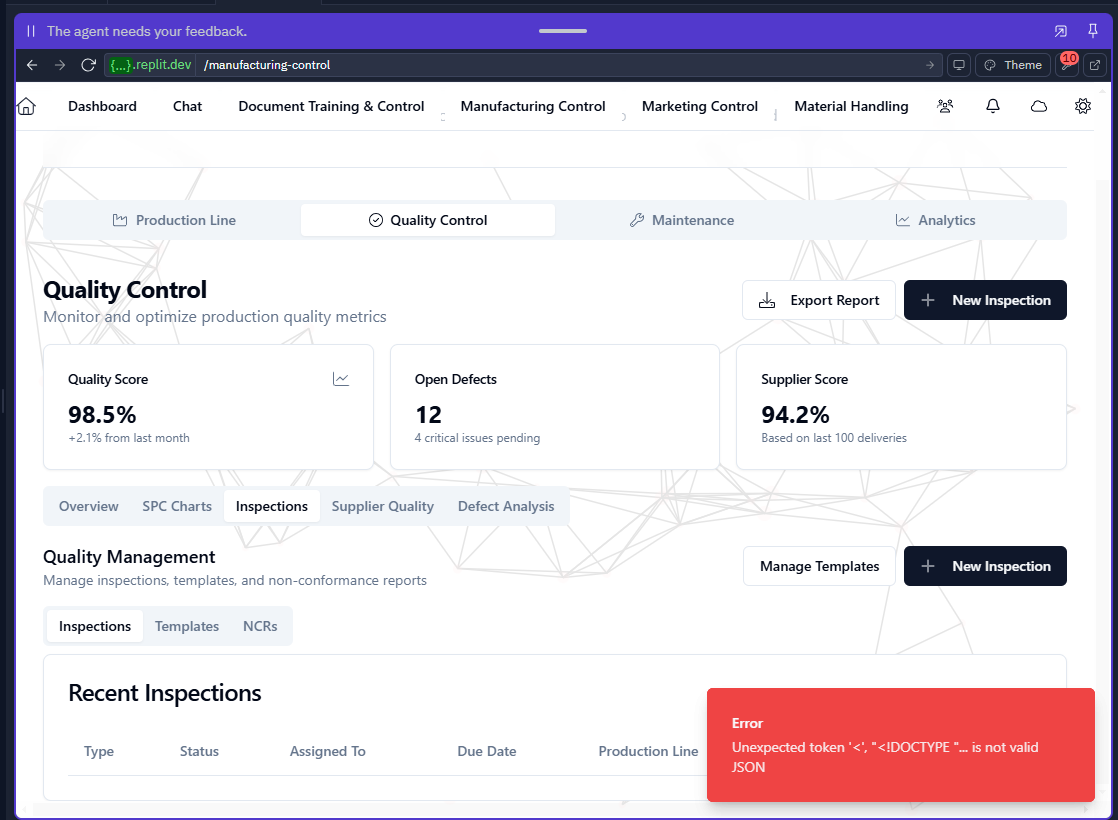 The agent needs your feedback.
{...}.replit.dev /manufacturing-control
Theme
10
Dashboard Chat Document Training & Control Manufacturing Control Marketing Control Material Handling
Production Line Quality Control Maintenance Analytics
Quality Control
Monitor and optimize production quality metrics
Export Report
New Inspection
Quality Score
98.5%
+2.1% from last month
Open Defects
12
4 critical issues pending
Supplier Score
94.2%
Based on last 100 deliveries
Overview SPC Charts Inspections Supplier Quality Defect Analysis
Quality Management
Manage inspections, templates, and non-conformance reports
Manage Templates
New Inspection
Inspections Templates NCRs
Recent Inspections
Type Status Assigned To Due Date Production Line
Error
Unexpected token '<', "<!DOCTYPE "... is not valid
JSON